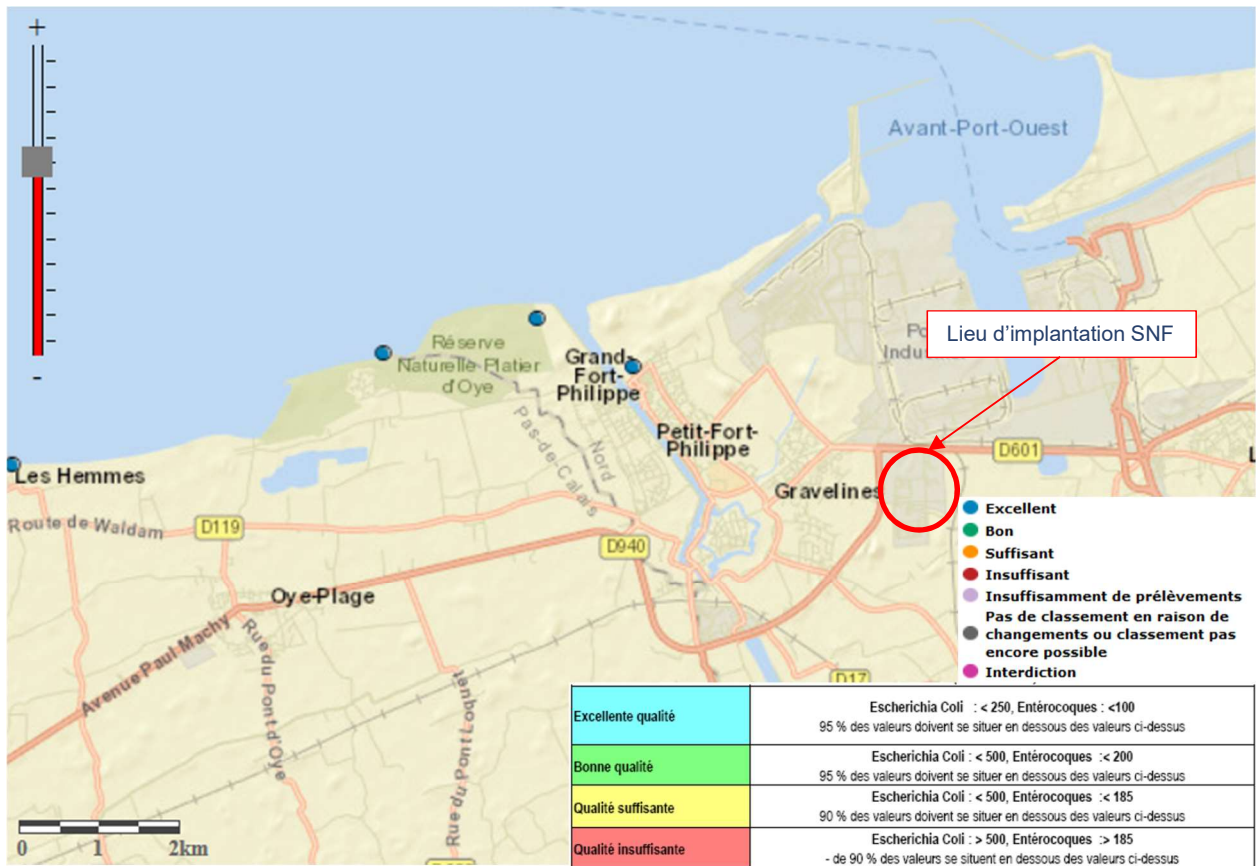 +
-
Avant-Port-Ouest
Lieu d’implantation SNF
Réserve
Naturelle Platier
d'Oye
Grand-
Fort-
Philippe
Petit-Fort-
Philippe
Pas-de-Calais
Nord
D601
Les Hemmes
Gravelines
Route de Waldam
D119
D940
Oye-Plage
Avenue Paul Machy
Rue du Pont d'Oye
Rue du Pont Loquet
D17
Excellent
Bon
Suffisant
Insuffisant
Insuffisamment de prélèvements
Pas de classement en raison de
changements ou classement pas
encore possible
Interdiction
Excellente qualité
Escherichia Coli : < 250, Entérocoques : <100
95 % des valeurs doivent se situer en dessous des valeurs ci-dessus
Bonne qualité
Escherichia Coli : < 500, Entérocoques :< 200
95 % des valeurs doivent se situer en dessous des valeurs ci-dessus
Qualité suffisante
Escherichia Coli : < 500, Entérocoques :< 185
90 % des valeurs doivent se situer en dessous des valeurs ci-dessus
Qualité insuffisante
Escherichia Coli : > 500, Entérocoques :> 185
- de 90 % des valeurs se situent en dessous des valeurs ci-dessus
0 1 2km